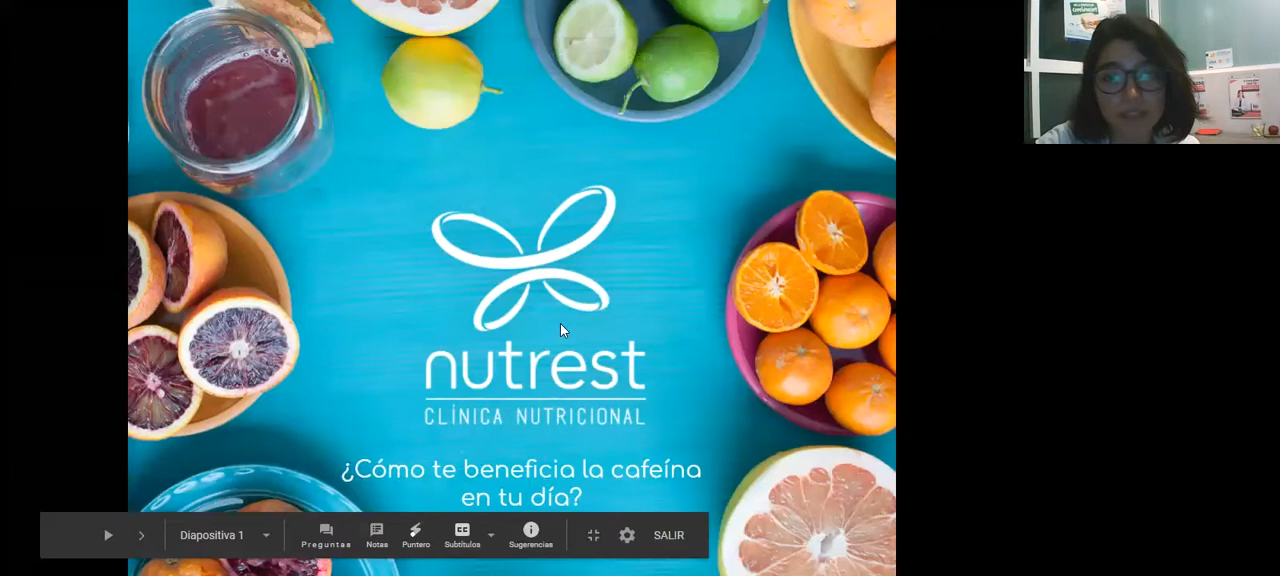 nutrest
CLÍNICA NUTRICIONAL
¿Cómo te beneficia la cafeína
en tu día?
Diapositiva 1
Preguntas
Notas
Puntero
Subtítulos
Sugerencias
SALIR